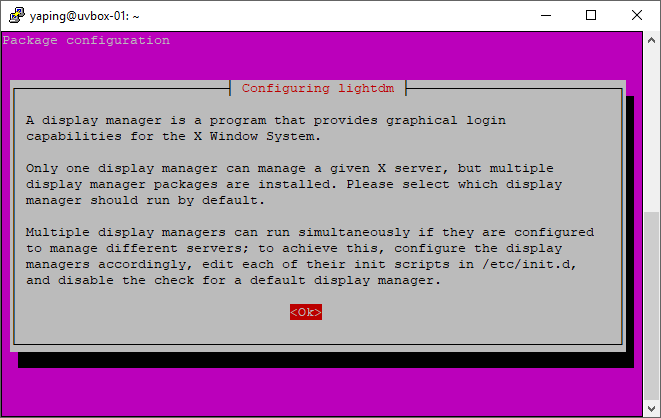 yaping@uvbox-01: ~
Package configuration
Configuring lightdm
A display manager is a program that provides graphical login
capabilities for the X Window System.
Only one display manager can manage a given X server, but multiple
display manager packages are installed. Please select which display
manager should run by default.
Multiple display managers can run simultaneously if they are configured
to manage different servers; to achieve this, configure the display
managers accordingly, edit each of their init scripts in /etc/init.d,
and disable the check for a default display manager.
<Ok>